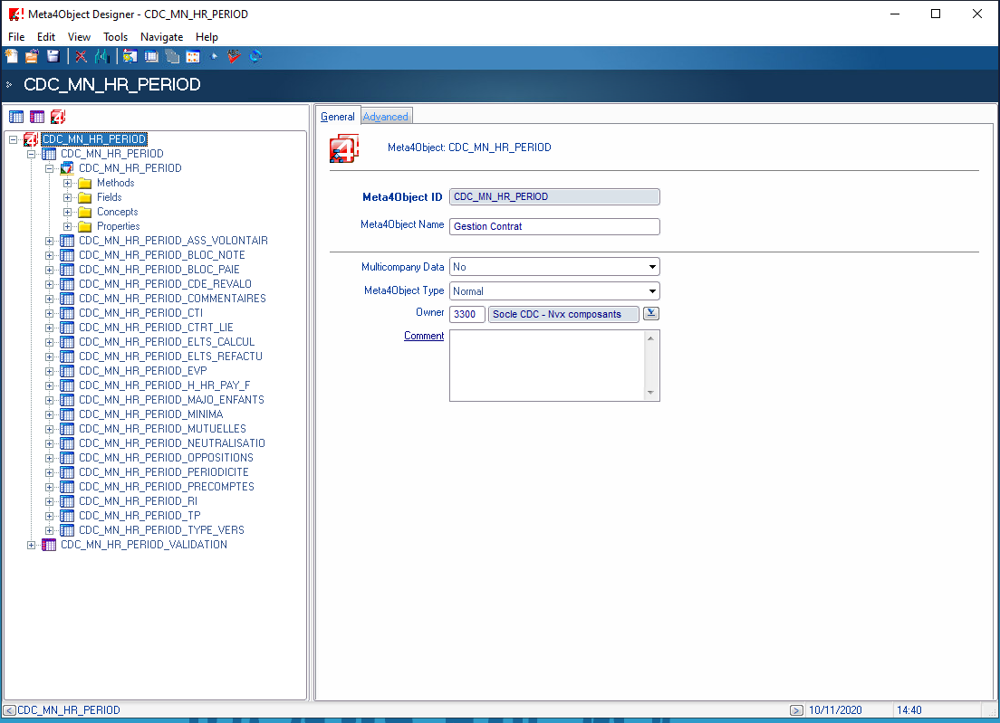 Meta4Object Designer - CDC_MN_HR_PERIOD
File Edit View Tools Navigate Help
CDC_MN_HR_PERIOD
CDC_MN_HR_PERIOD
CDC_MN_HR_PERIOD
CDC_MN_HR_PERIOD
Methods
Fields
Concepts
Properties
CDC_MN_HR_PERIOD_ASS_VOLONTAIR
CDC_MN_HR_PERIOD_BLOC_NOTE
CDC_MN_HR_PERIOD_BLOC_PAIE
CDC_MN_HR_PERIOD_CDE_REVALO
CDC_MN_HR_PERIOD_COMMENTAIRES
CDC_MN_HR_PERIOD_CTI
CDC_MN_HR_PERIOD_CTRT_LIE
CDC_MN_HR_PERIOD_ELTS_CALCUL
CDC_MN_HR_PERIOD_ELTS_REFACTU
CDC_MN_HR_PERIOD_EVP
CDC_MN_HR_PERIOD_H_HR_PAY_F
CDC_MN_HR_PERIOD_MAJO_ENFANTS
CDC_MN_HR_PERIOD_MINIMA
CDC_MN_HR_PERIOD_MUTUELLES
CDC_MN_HR_PERIOD_NEUTRALISATIO
CDC_MN_HR_PERIOD_OPPOSITIONS
CDC_MN_HR_PERIOD_PERIODICITE
CDC_MN_HR_PERIOD_PRECOMPTES
CDC_MN_HR_PERIOD_RI
CDC_MN_HR_PERIOD_TP
CDC_MN_HR_PERIOD_TYPE_VERS
CDC_MN_HR_PERIOD_VALIDATION
General Advanced
Meta4Object: CDC_MN_HR_PERIOD
Meta4Object ID CDC_MN_HR_PERIOD
Meta4Object Name Gestion Contrat
Multicompany Data No
Meta4Object Type Normal
Owner 3300 Socle CDC - Nvx composants
Comment
CDC_MN_HR_PERIOD 10/11/2020 14:40